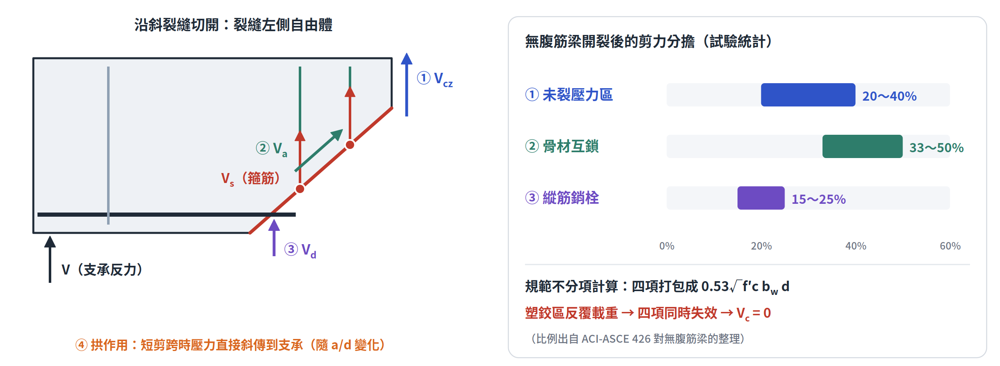 沿斜裂縫切開：裂縫左側自由體
① Vcz
② Va
Vs（箍筋）
③ Vd
V（支承反力）
④ 拱作用：短剪跨時壓力直接斜傳到支承（隨 a/d 變化）
無腹筋梁開裂後的剪力分擔（試驗統計）
① 未裂壓力區 20～40%
② 骨材互鎖 33～50%
③ 縱筋銷栓 15～25%
0% 20% 40% 60%
規範不分項計算：四項打包成 0.53√f′c bw d
塑鉸區反覆載重 → 四項同時失效 → Vc = 0
（比例出自 ACI-ASCE 426 對無腹筋梁的整理）